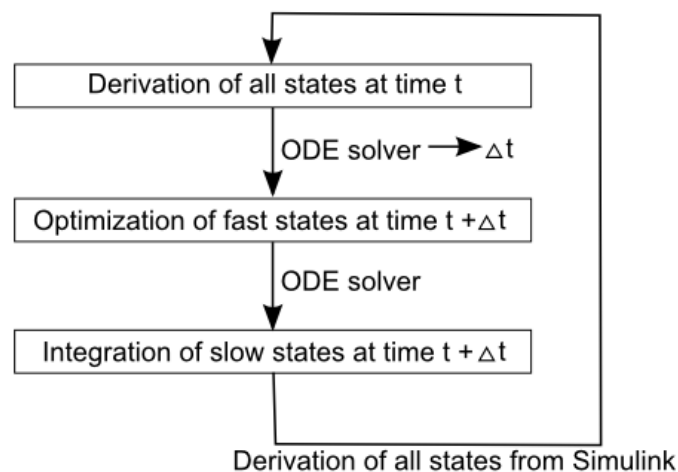 Derivation of all states at time t
ODE solver → △t
Optimization of fast states at time t +△t
ODE solver
Integration of slow states at time t + △t
Derivation of all states from Simulink